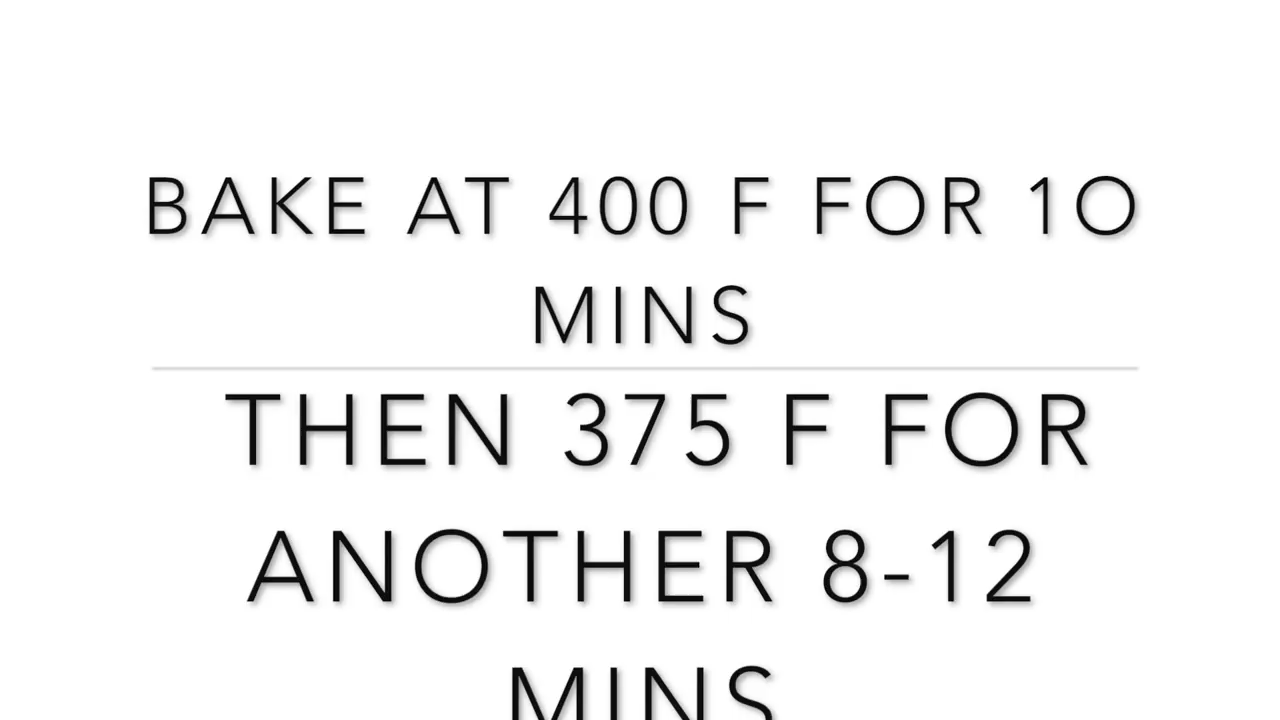 BAKE AT 400 F FOR 1O
MINS
THEN 375 F FOR
ANOTHER 8-12
MINS